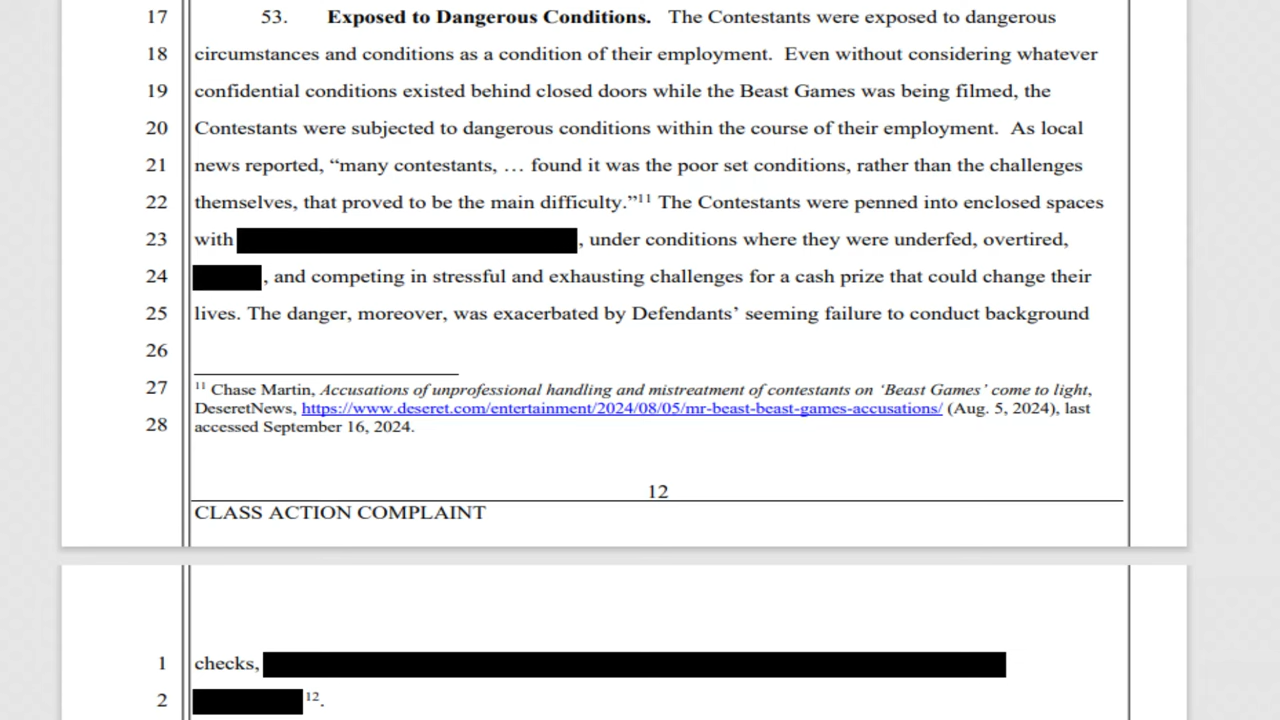 17 53. Exposed to Dangerous Conditions. The Contestants were exposed to dangerous
18 circumstances and conditions as a condition of their employment. Even without considering whatever
19 confidential conditions existed behind closed doors while the Beast Games was being filmed, the
20 Contestants were subjected to dangerous conditions within the course of their employment. As local
21 news reported, “many contestants, … found it was the poor set conditions, rather than the challenges
22 themselves, that proved to be the main difficulty.”11 The Contestants were penned into enclosed spaces
23 with , under conditions where they were underfed, overtired,
24 , and competing in stressful and exhausting challenges for a cash prize that could change their
25 lives. The danger, moreover, was exacerbated by Defendants’ seeming failure to conduct background
26
27 11 Chase Martin, Accusations of unprofessional handling and mistreatment of contestants on ‘Beast Games’ come to light,
DeseretNews, https://www.deseret.com/entertainment/2024/08/05/mr-beast-beast-games-accusations/ (Aug. 5, 2024), last
28 accessed September 16, 2024.
12
CLASS ACTION COMPLAINT
1 checks,
2 12.